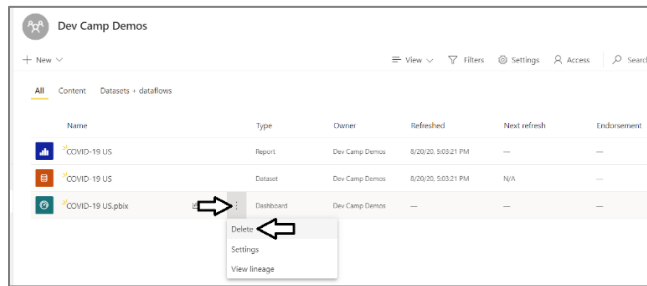 Dev Camp Demos
New
View Filters Settings Access Search
All Content Datasets + dataflows
Name Type Owner Refreshed Next refresh Endorsement
COVID-19 US Report Dev Camp Demos 8/20/20, 5:03:21 PM — —
COVID-19 US Dataset Dev Camp Demos 8/20/20, 5:03:21 PM N/A —
COVID-19 US.pbix Dashboard Dev Camp Demos — — —
Delete
Settings
View lineage